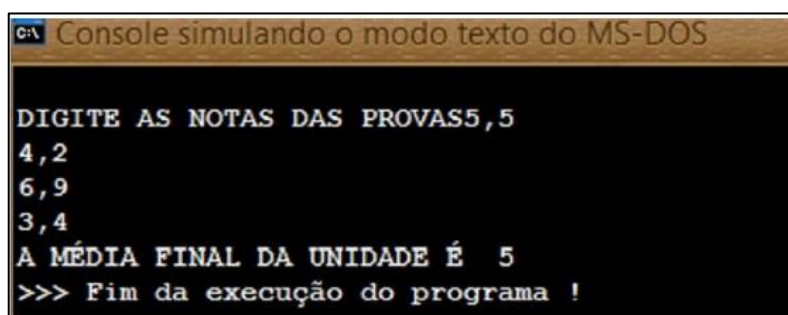 C:\ Console simulando o modo texto do MS-DOS
DIGITE AS NOTAS DAS PROVAS5,5
4,2
6,9
3,4
A MÉDIA FINAL DA UNIDADE É  5
>>> Fim da execução do programa !